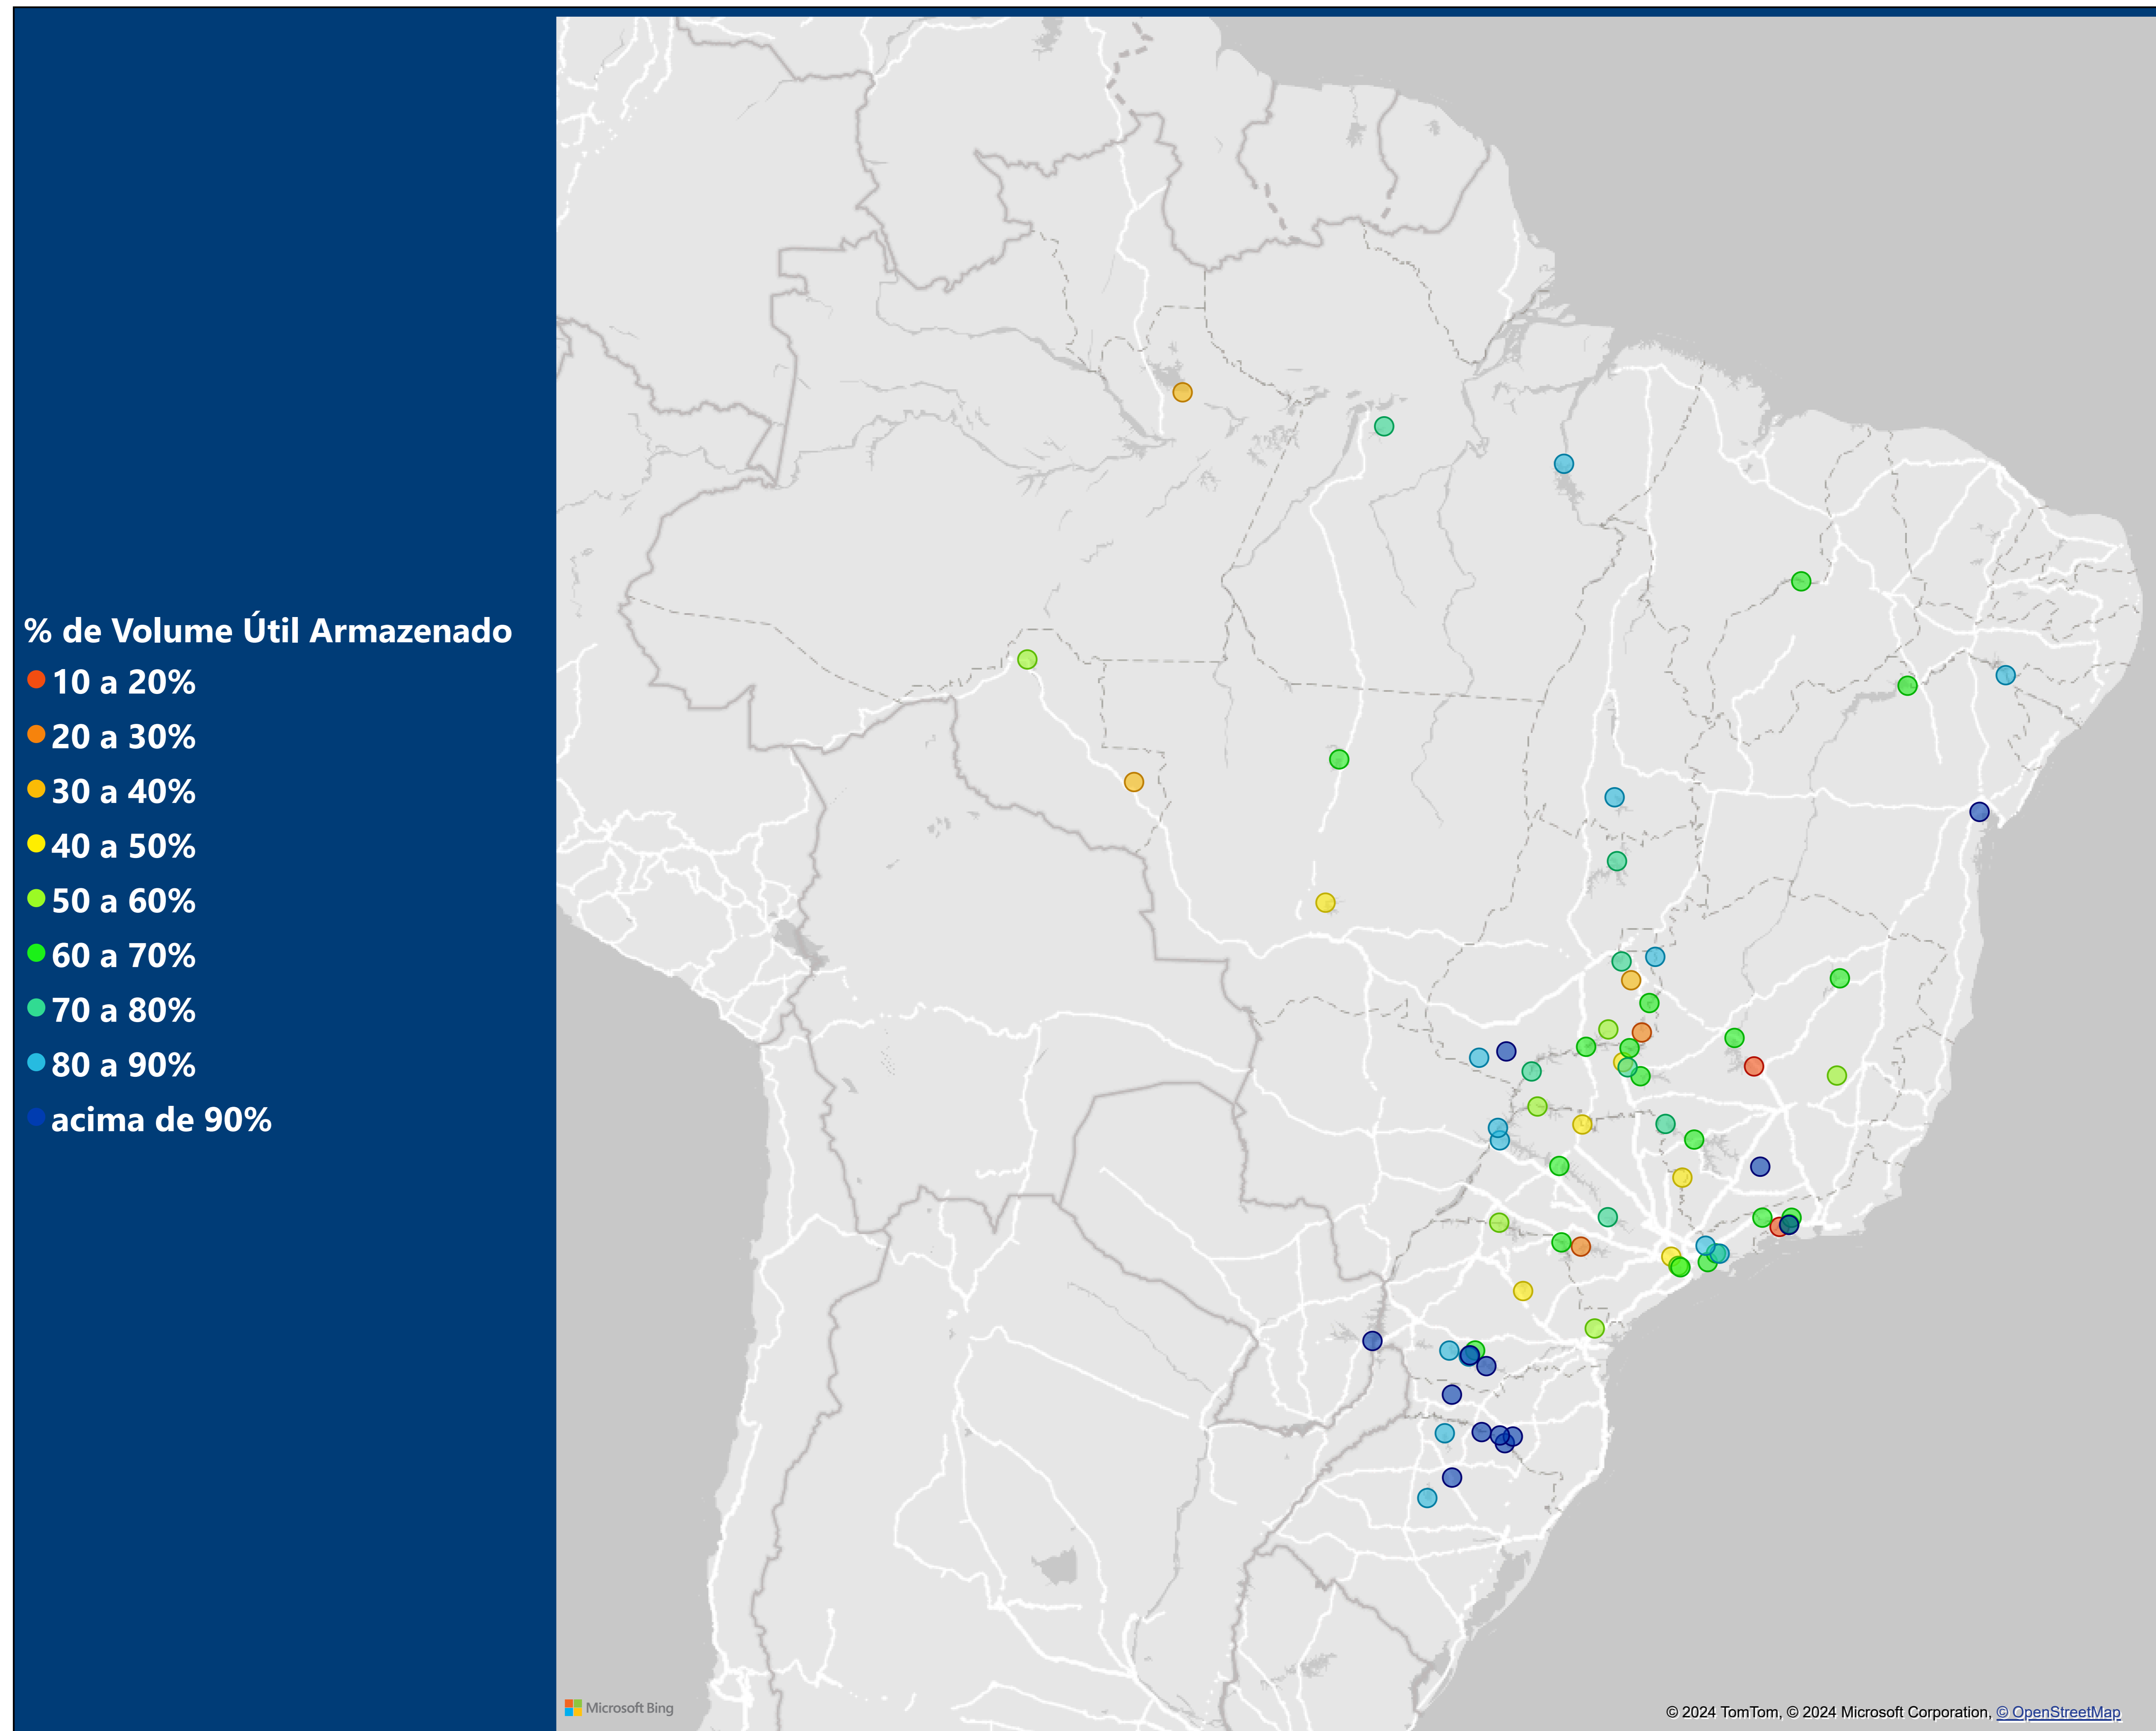 % de Volume Útil Armazenado
10 a 20%
20 a 30%
30 a 40%
40 a 50%
50 a 60%
60 a 70%
70 a 80%
80 a 90%
acima de 90%
Microsoft Bing
© 2024 TomTom, © 2024 Microsoft Corporation, © OpenStreetMap